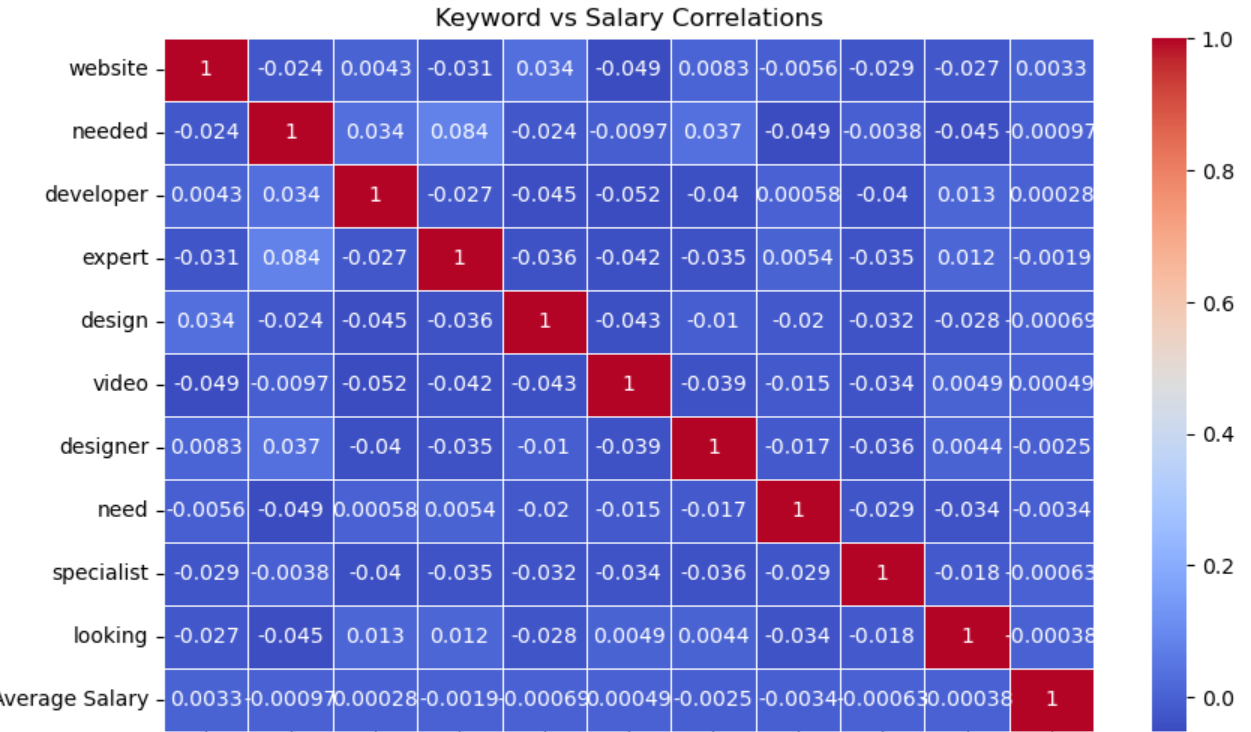 Keyword vs Salary Correlations
website 1 -0.024 0.0043 -0.031 0.034 -0.049 0.0083 -0.0056 -0.029 -0.027 0.0033
needed -0.024 1 0.034 0.084 -0.024 -0.0097 0.037 -0.049 -0.0038 -0.045 -0.00097
developer 0.0043 0.034 1 -0.027 -0.045 -0.052 -0.04 0.00058 -0.04 0.013 0.00028
expert -0.031 0.084 -0.027 1 -0.036 -0.042 -0.035 0.0054 -0.035 0.012 -0.0019
design 0.034 -0.024 -0.045 -0.036 1 -0.043 -0.01 -0.02 -0.032 -0.028 -0.00069
video -0.049 -0.0097 -0.052 -0.042 -0.043 1 -0.039 -0.015 -0.034 0.0049 0.00049
designer 0.0083 0.037 -0.04 -0.035 -0.01 -0.039 1 -0.017 -0.036 0.0044 -0.0025
need -0.0056 -0.049 0.00058 0.0054 -0.02 -0.015 -0.017 1 -0.029 -0.034 -0.0034
specialist -0.029 -0.0038 -0.04 -0.035 -0.032 -0.034 -0.036 -0.029 1 -0.018 -0.00063
looking -0.027 -0.045 0.013 0.012 -0.028 0.0049 0.0044 -0.034 -0.018 1 -0.00038
Average Salary 0.0033 -0.00097 0.00028 -0.0019 -0.00069 0.00049 -0.0025 -0.0034 -0.00063 -0.00038 1
1.0
0.8
0.6
0.4
0.2
0.0